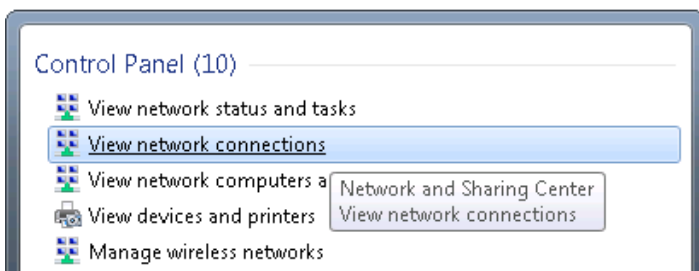 Control Panel (10)
View network status and tasks
View network connections
View network computers a
Network and Sharing Center
View network connections
View devices and printers
Manage wireless networks